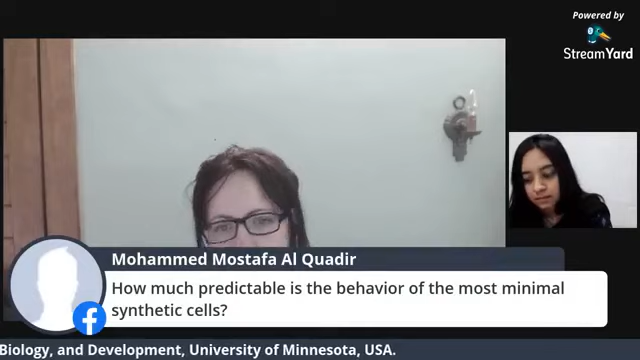 Powered by
StreamYard
Mohammed Mostafa Al Quadir
How much predictable is the behavior of the most minimal
synthetic cells?
Biology, and Development, University of Minnesota, USA.